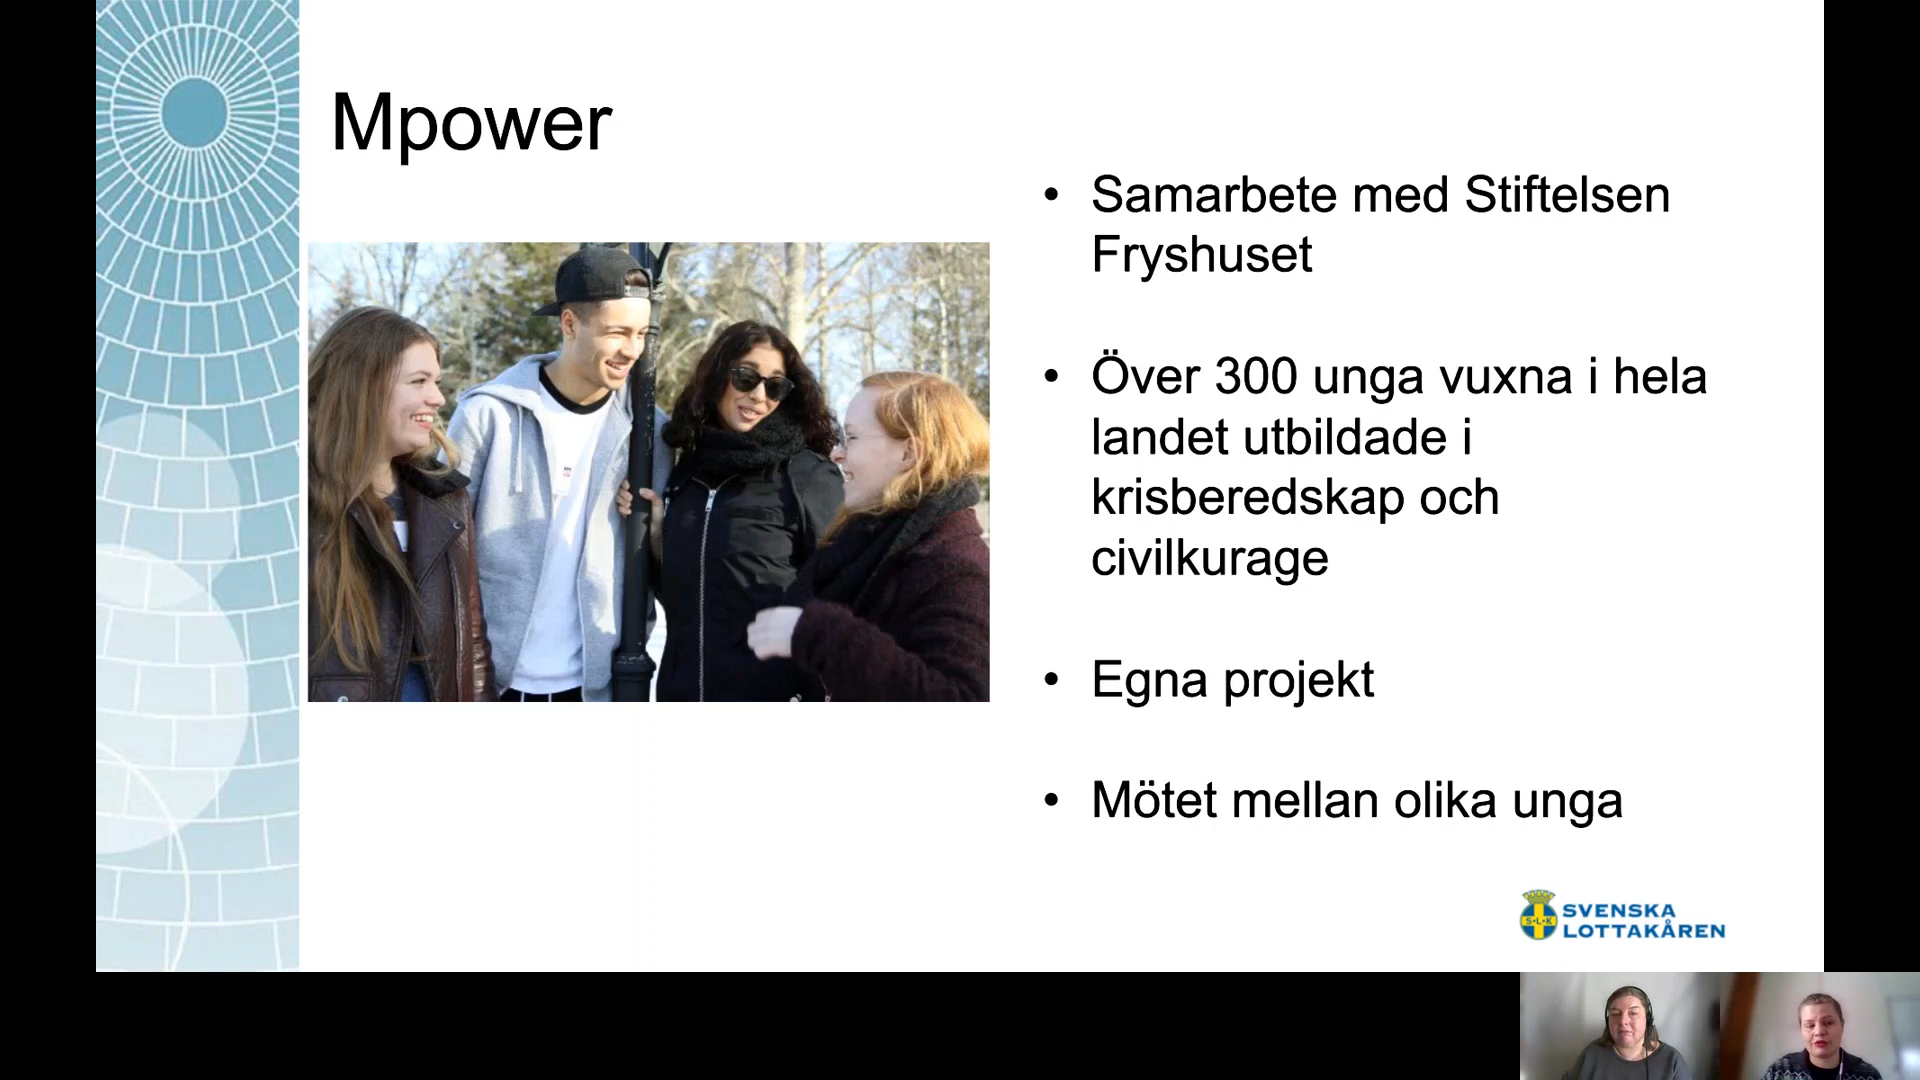 Mpower
• Samarbete med Stiftelsen
Fryshuset
• Över 300 unga vuxna i hela
landet utbildade i
krisberedskap och
civilkurage
• Egna projekt
• Mötet mellan olika unga
S·L·K
SVENSKA
LOTTAKÅREN